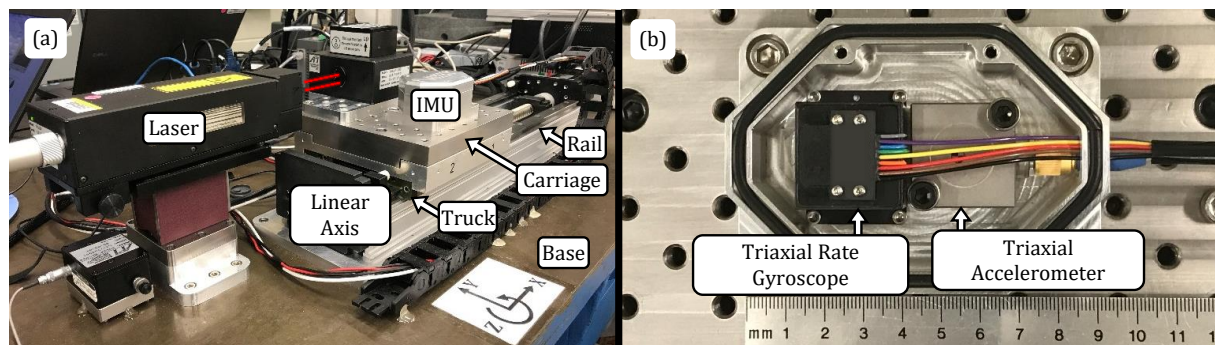 (a)
IMU
Laser
Rail
Carriage
Linear
Axis
Truck
Base
Y
X
Z
2
(b)
Triaxial Rate
Gyroscope
Triaxial
Accelerometer
mm 1 2 3 4 5 6 7 8 9 10 11 1